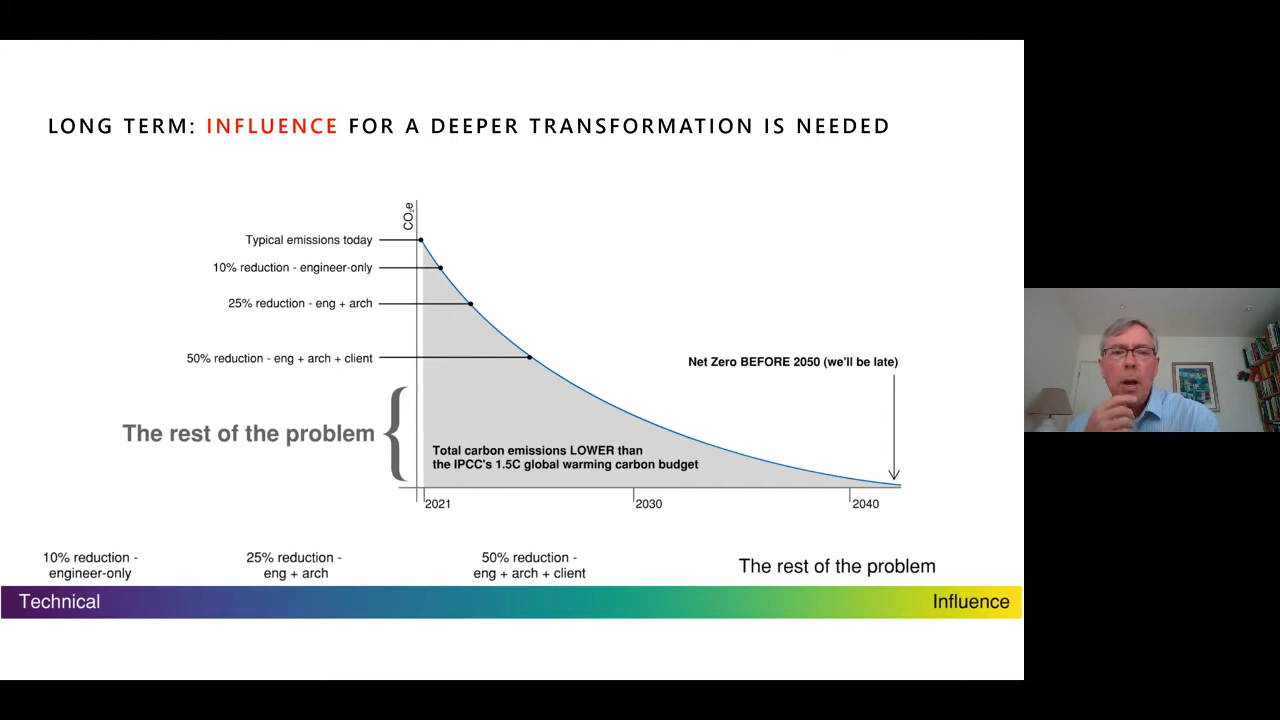 LONG TERM: INFLUENCE FOR A DEEPER TRANSFORMATION IS NEEDED
CO₂e
Typical emissions today
10% reduction - engineer-only
25% reduction - eng + arch
50% reduction - eng + arch + client
Net Zero BEFORE 2050 (we'll be late)
The rest of the problem
Total carbon emissions LOWER than
the IPCC's 1.5C global warming carbon budget
2021
2030
2040
10% reduction -
engineer-only
25% reduction -
eng + arch
50% reduction -
eng + arch + client
The rest of the problem
Technical
Influence